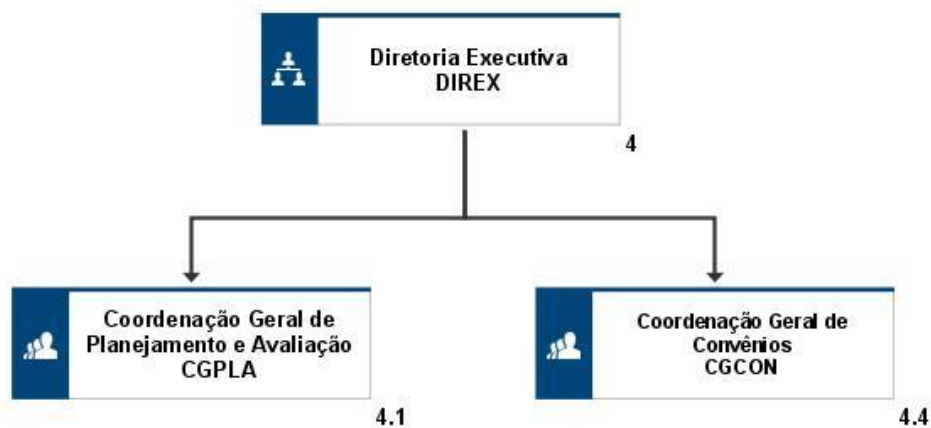 Diretoria Executiva
DIREX
4
Coordenação Geral de
Planejamento e Avaliação
CGPLA
4.1
Coordenação Geral de
Convênios
CGCON
4.4